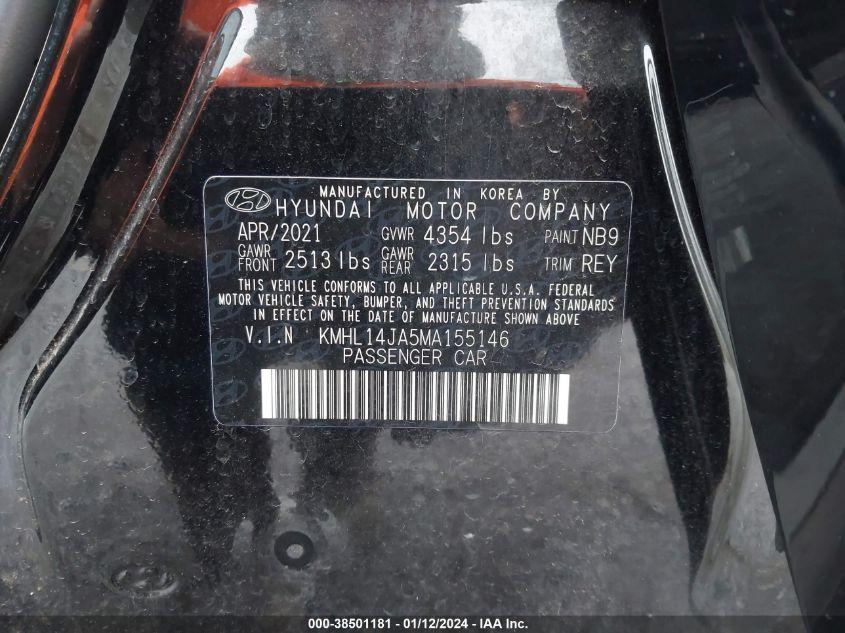 MANUFACTURED IN KOREA BY
HYUNDAI MOTOR COMPANY
APR/2021 GVWR 4354 lbs PAINT NB9
GAWR FRONT 2513 lbs GAWR REAR 2315 lbs TRIM REY
THIS VEHICLE CONFORMS TO ALL APPLICABLE U.S.A. FEDERAL
MOTOR VEHICLE SAFETY, BUMPER, AND THEFT PREVENTION STANDARDS
IN EFFECT ON THE DATE OF MANUFACTURE SHOWN ABOVE
V.I.N KMHL14JA5MA155146
PASSENGER CAR
000-38501181 - 01/12/2024 - IAA Inc.